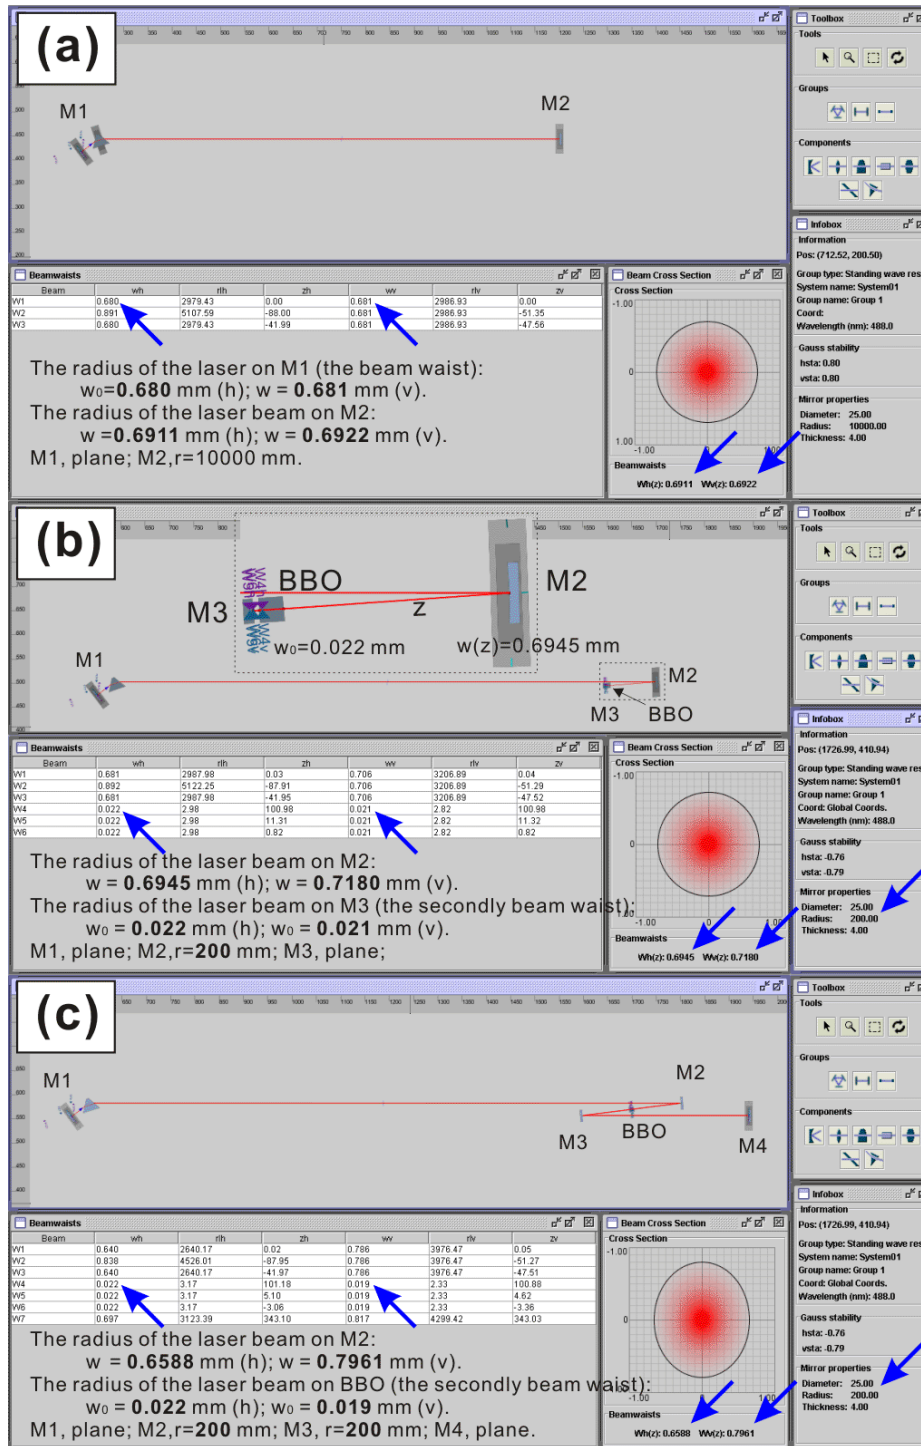 (a)
M1
M2
Toolbox
Tools
Groups
Components
Infobox
Information
Pos: (712.52, 200.50)
Group type: Standing wave res
System name: System01
Group name: Group 1
Coord:
Wavelength (nm): 488.0
Gauss stability
hsta: 0.80
vsta: 0.80
Mirror properties
Diameter: 25.00
Radius: 10000.00
Thickness: 4.00
Beamwaists
Beam wh rlh zh wv rlv zv
W1 0.680 2979.43 0.00 0.681 2986.93 0.00
W2 0.891 5107.59 -88.00 0.681 2986.93 -51.35
W3 0.680 2979.43 -41.99 0.681 2986.93 -47.56
The radius of the laser on M1 (the beam waist):
w0=0.680 mm (h); w = 0.681 mm (v).
The radius of the laser beam on M2:
w =0.6911 mm (h); w = 0.6922 mm (v).
M1, plane; M2,r=10000 mm.
Beam Cross Section
Cross Section
-1.00
0
1.00
-1.00 0 1.00
Beamwaists
Wh(z): 0.6911 Wv(z): 0.6922
(b)
M1
M3
BBO
M2
z
w0=0.022 mm
w(z)=0.6945 mm
M2
M3
BBO
Toolbox
Tools
Groups
Components
Infobox
Information
Pos: (1726.99, 410.94)
Group type: Standing wave res
System name: System01
Group name: Group 1
Coord: Global Coords.
Wavelength (nm): 488.0
Gauss stability
hsta: -0.76
vsta: -0.79
Mirror properties
Diameter: 25.00
Radius: 200.00
Thickness: 4.00
Beamwaists
Beam wh rlh zh wv rlv zv
W1 0.681 2987.98 0.03 0.706 3206.89 0.04
W2 0.892 5122.25 -87.91 0.706 3206.89 -51.29
W3 0.681 2987.98 -41.95 0.706 3206.89 -47.52
W4 0.022 2.98 100.98 0.021 2.82 100.98
W5 0.022 2.98 11.31 0.021 2.82 11.32
W6 0.022 2.98 0.82 0.021 2.82 0.82
The radius of the laser beam on M2:
w = 0.6945 mm (h); w = 0.7180 mm (v).
The radius of the laser beam on M3 (the secondly beam waist):
w0 = 0.022 mm (h); w0 = 0.021 mm (v).
M1, plane; M2,r=200 mm; M3, plane;
Beam Cross Section
Cross Section
-1.00
0
-1.00 0 1.00
Beamwaists
Wh(z): 0.6945 Wv(z): 0.7180
(c)
M1
M2
M3
BBO
M4
Toolbox
Tools
Groups
Components
Infobox
Information
Pos: (1726.99, 410.94)
Group type: Standing wave res
System name: System01
Group name: Group 1
Coord: Global Coords.
Wavelength (nm): 488.0
Gauss stability
hsta: -0.76
vsta: -0.79
Mirror properties
Diameter: 25.00
Radius: 200.00
Thickness: 4.00
Beamwaists
Beam wh rlh zh wv rlv zv
W1 0.640 2640.17 0.02 0.786 3976.47 0.05
W2 0.838 4526.01 -87.95 0.786 3976.47 -51.27
W3 0.640 2640.17 -41.97 0.786 3976.47 -47.51
W4 0.022 3.17 101.18 0.019 2.33 100.88
W5 0.022 3.17 5.10 0.019 2.33 4.62
W6 0.022 3.17 -3.06 0.019 2.33 -3.36
W7 0.697 3123.39 343.10 0.817 4299.42 343.03
The radius of the laser beam on M2:
w = 0.6588 mm (h); w = 0.7961 mm (v).
The radius of the laser beam on BBO (the secondly beam waist):
w0 = 0.022 mm (h); w0 = 0.019 mm (v).
M1, plane; M2,r=200 mm; M3, r=200 mm; M4, plane.
Beam Cross Section
Cross Section
-1.00
0
-1.00 0 1.00
Beamwaists
Wh(z): 0.6588 Wv(z): 0.7961